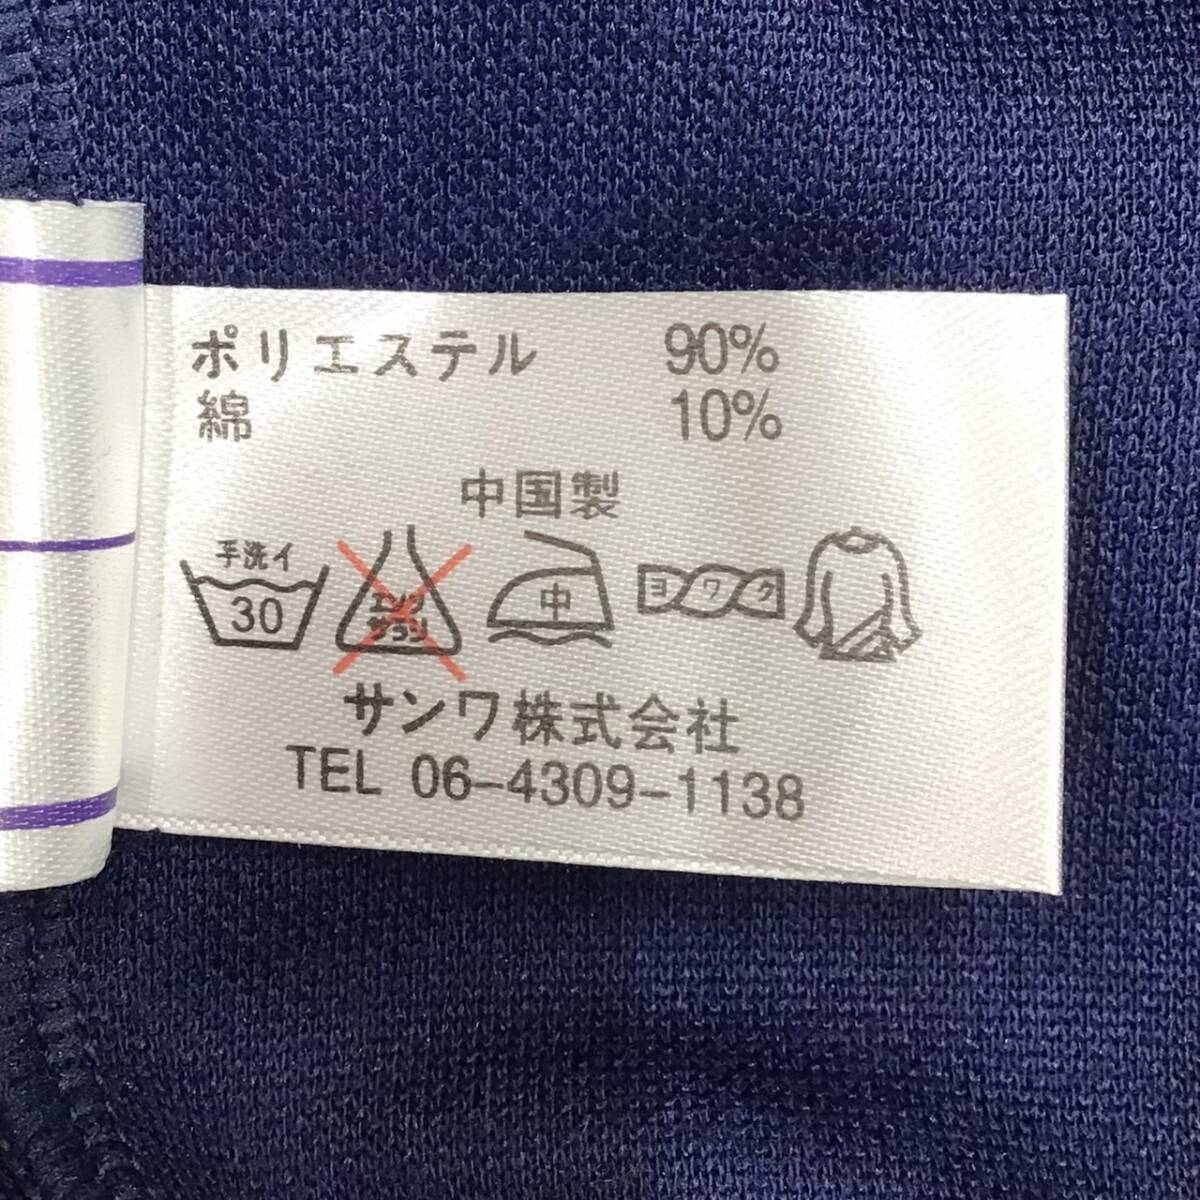 ポリエステル 90%
綿 10%
中国製
手洗イ
30
エンソ
サラシ
中
ヨワク
サンワ株式会社
TEL 06-4309-1138